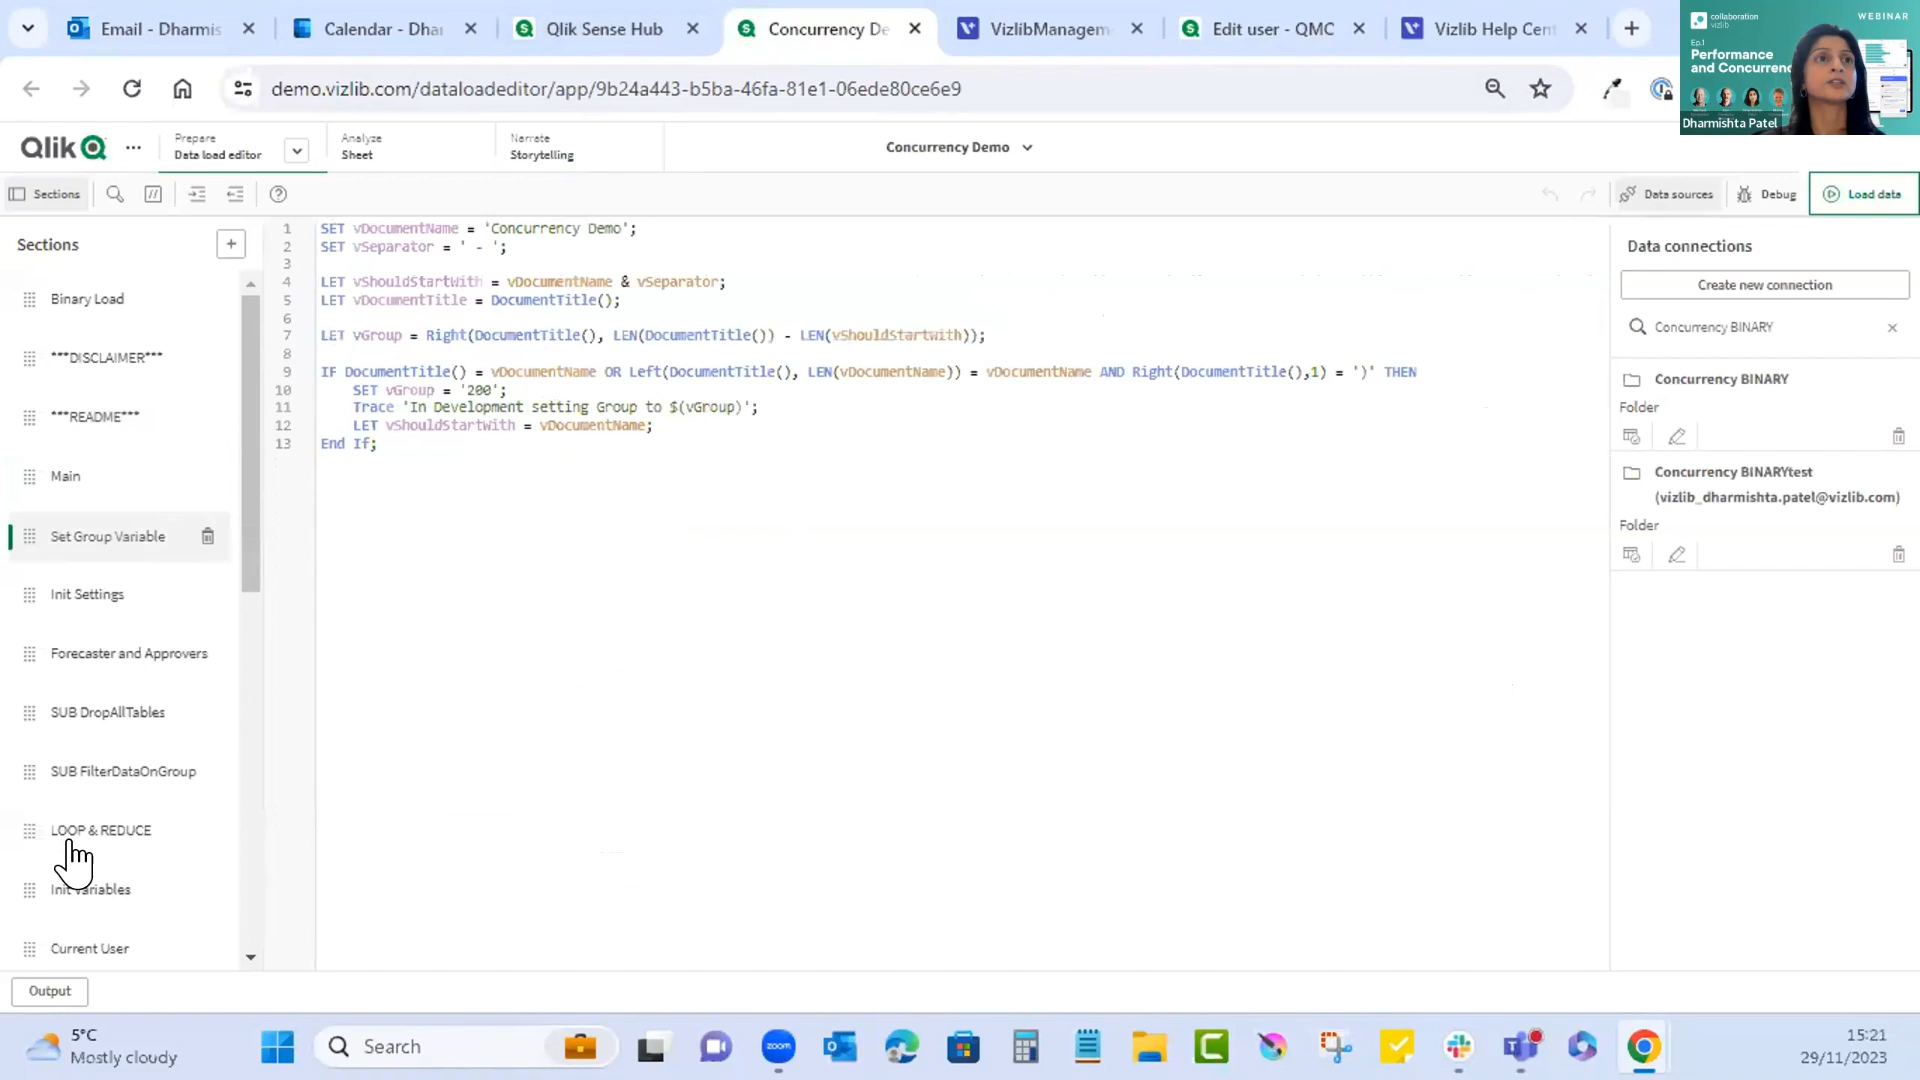 Email - Dharmis
Calendar - Dha
Qlik Sense Hub
Concurrency De
VizlibManagem
Edit user - QMC
Vizlib Help Cent
demo.vizlib.com/dataloadeditor/app/9b24a443-b5ba-46fa-81e1-06ede80ce6e9
collaboration
vizlib
WEBINAR
Ep.1
Performance
and Concurrenc
Dharmishta Patel
Qlik
Prepare
Data load editor
Analyze
Sheet
Narrate
Storytelling
Concurrency Demo
Sections
Data sources
Debug
Load data
Sections
Binary Load
***DISCLAIMER***
***README***
Main
Set Group Variable
Init Settings
Forecaster and Approvers
SUB DropAllTables
SUB FilterDataOnGroup
LOOP & REDUCE
Init Variables
Current User
1 SET vDocumentName = 'Concurrency Demo';
2 SET vSeparator = ' - ';
3
4 LET vShouldStartWith = vDocumentName & vSeparator;
5 LET vDocumentTitle = DocumentTitle();
6
7 LET vGroup = Right(DocumentTitle(), LEN(DocumentTitle()) - LEN(vShouldStartwith));
8
9 IF DocumentTitle() = vDocumentName OR Left(DocumentTitle(), LEN(vDocumentName)) = vDocumentName AND Right(DocumentTitle(),1) = ')' THEN
10 SET vGroup = '200';
11 Trace 'In Development setting Group to $(vGroup)';
12 LET vShouldStartWith = vDocumentName;
13 End If;
Data connections
Create new connection
Concurrency BINARY
Concurrency BINARY
Folder
Concurrency BINARYtest
(vizlib_dharmishta.patel@vizlib.com)
Folder
Output
5°C
Mostly cloudy
Search
zoom
15:21
29/11/2023